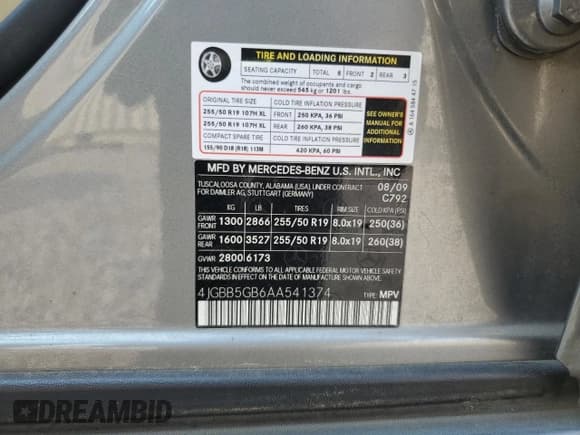 TIRE AND LOADING INFORMATION
SEATING CAPACITY TOTAL 5 FRONT 2 REAR 3
The combined weight of occupants and cargo
should never exceed 545 kg or 1201 lbs.
ORIGINAL TIRE SIZE COLD TIRE INFLATION PRESSURE
255/50 R19 107H XL FRONT 250 KPA, 36 PSI
255/50 R19 107H XL REAR 260 KPA, 38 PSI
COMPACT SPARE TIRE COLD TIRE INFLATION PRESSURE
155/90 D18 (R18) 113M 420 KPA, 60 PSI
SEE OWNER'S
MANUAL FOR
ADDITIONAL
INFORMATION
A 164 584 47 15
MFD BY MERCEDES-BENZ U.S. INTL., INC
TUSCALOOSA COUNTY, ALABAMA (USA) UNDER CONTRACT 08/09
FOR DAIMLER AG, STUTTGART (GERMANY) C792
KG LB TIRES RIM SIZE COLD KPA (PSI)
GAWR FRONT 1300 2866 255/50 R19 8.0x19 250(36)
GAWR REAR 1600 3527 255/50 R19 8.0x19 260(38)
GVWR 2800 6173
THIS VEHICLE CONFORMS TO ALL APPLICABLE FEDERAL MOTOR
VEHICLE SAFETY STANDARDS IN EFFECT ON THE
DATE OF MANUFACTURE SHOWN ABOVE.
4JGBB5GB6AA541374 TYPE: MPV
DREAMBID